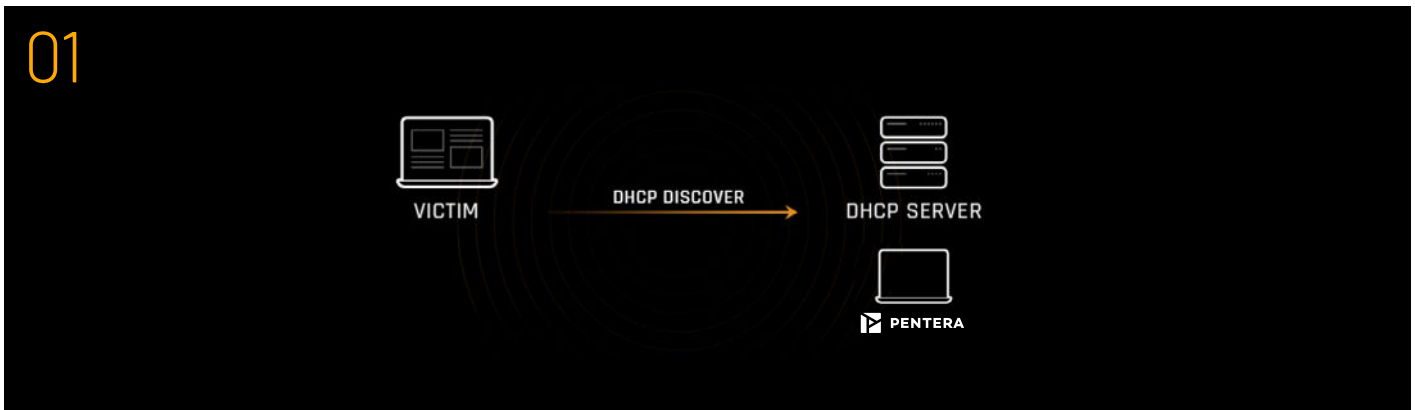 01
DHCP DISCOVER
VICTIM
DHCP SERVER
PENTERA